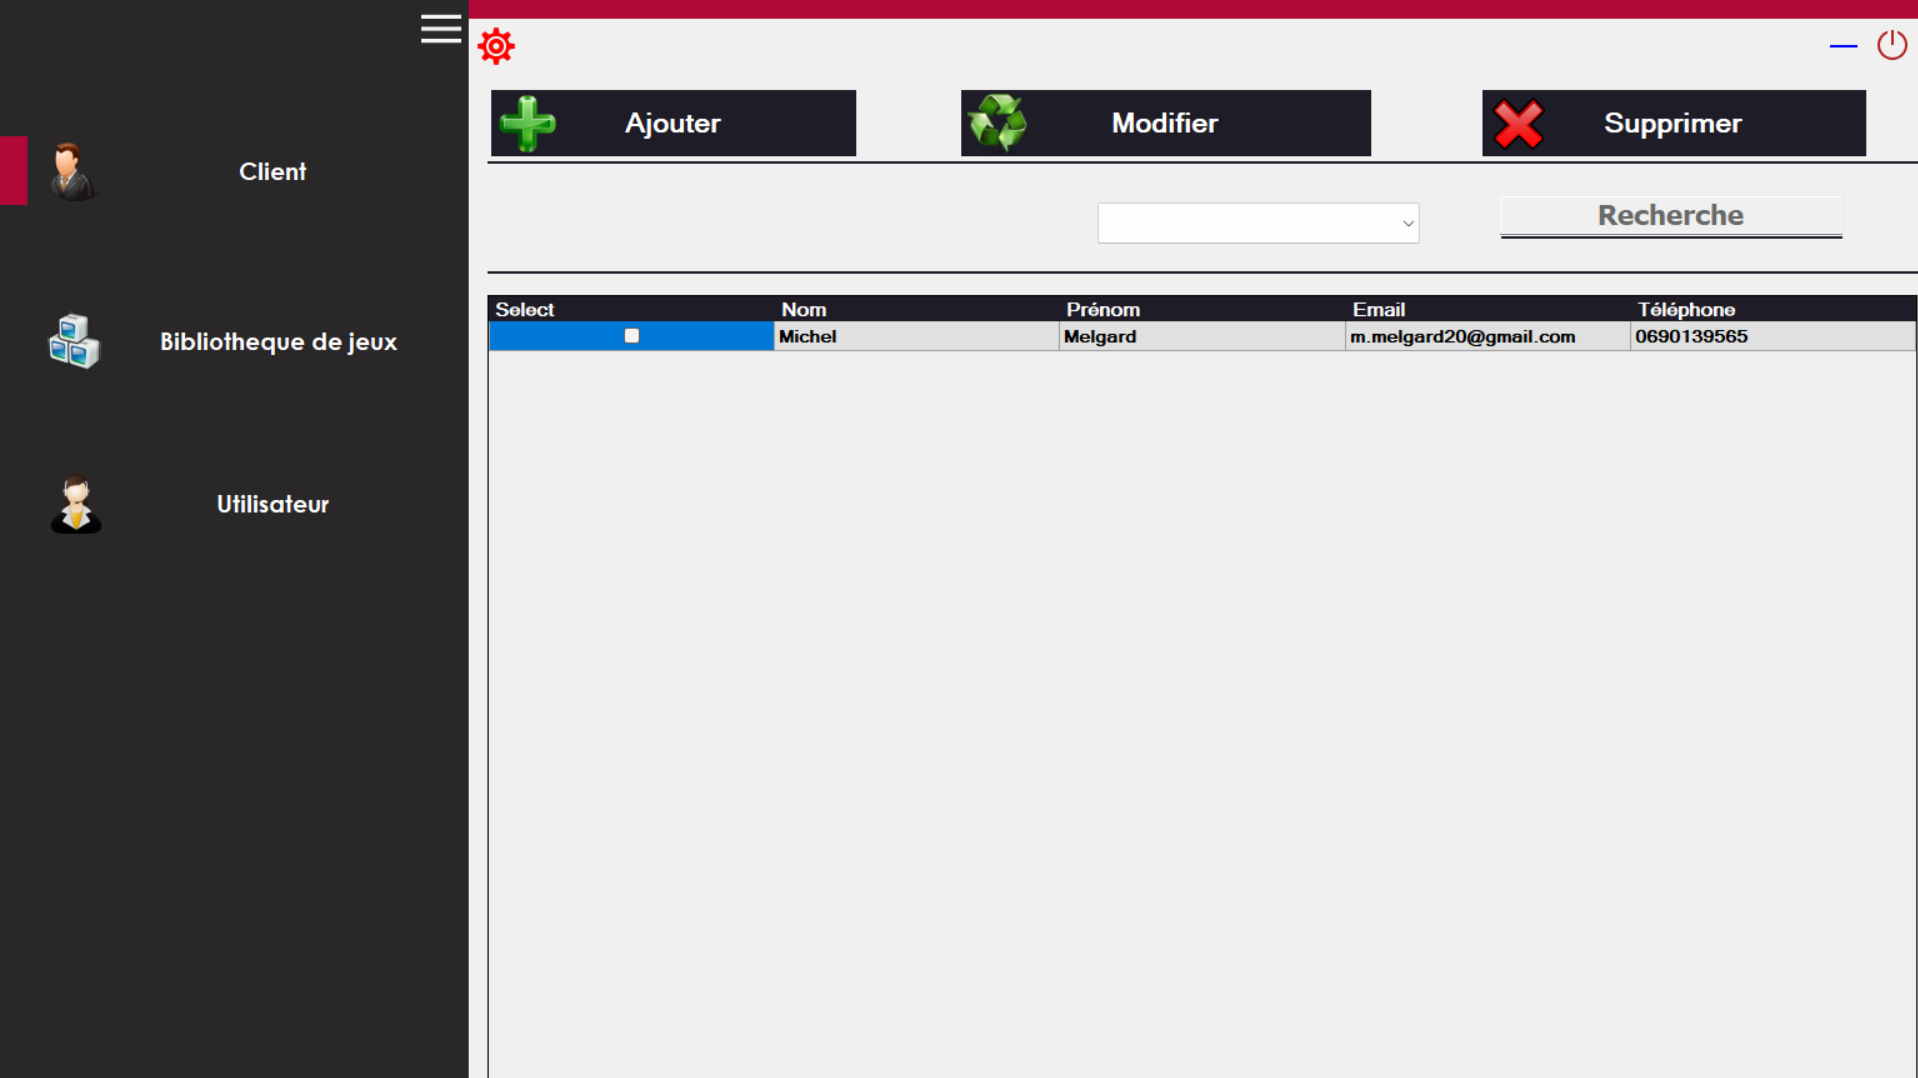 Ajouter
Modifier
Supprimer
Client
Recherche
Select Nom Prénom Email Téléphone
Michel Melgard m.melgard20@gmail.com 0690139565
Bibliotheque de jeux
Utilisateur